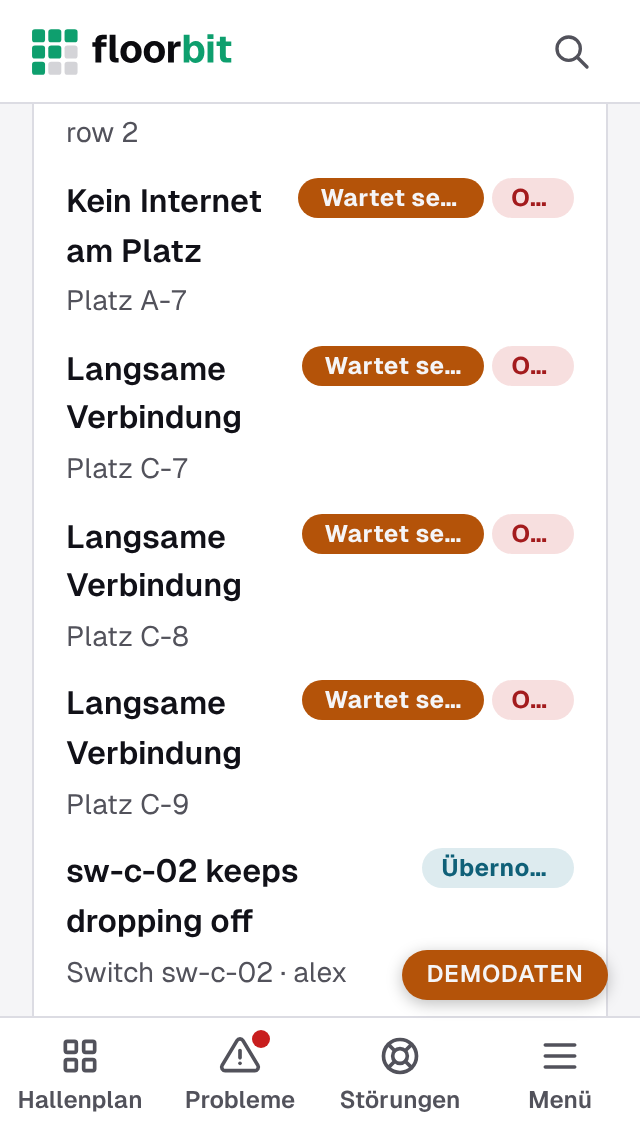 floorbit
row 2
Kein Internet am Platz
Wartet se...
O...
Platz A-7
Langsame Verbindung
Wartet se...
O...
Platz C-7
Langsame Verbindung
Wartet se...
O...
Platz C-8
Langsame Verbindung
Wartet se...
O...
Platz C-9
sw-c-02 keeps dropping off
Überno...
Switch sw-c-02 · alex
DEMODATEN
Hallenplan
Probleme
Störungen
Menü